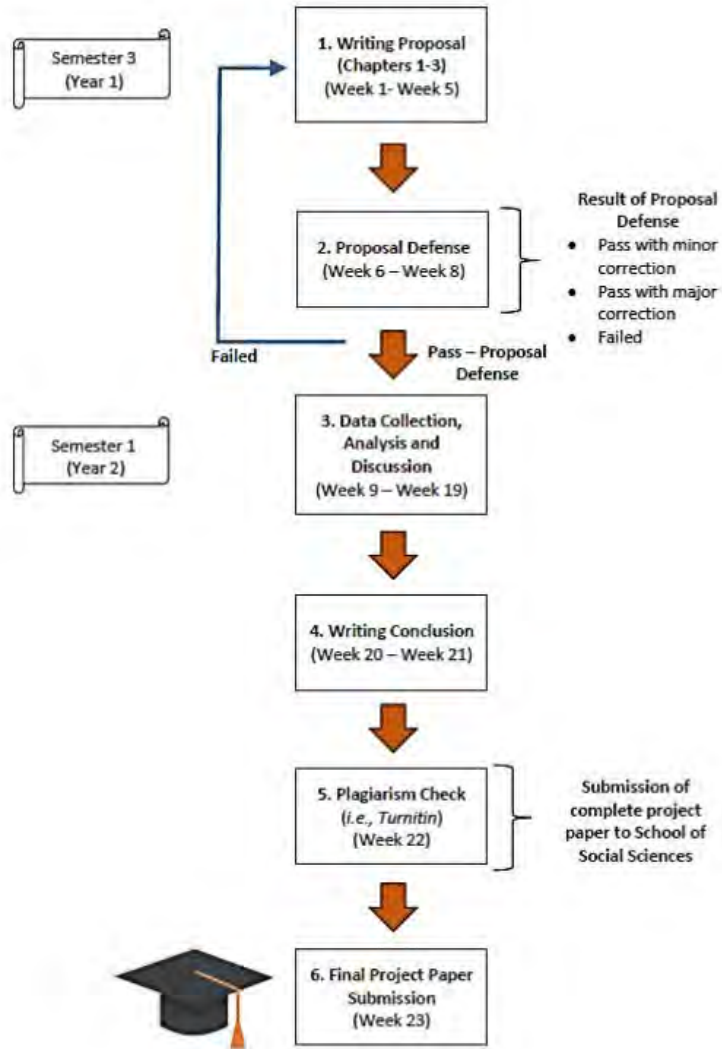 Semester 3
(Year 1)
1. Writing Proposal
(Chapters 1-3)
(Week 1- Week 5)
2. Proposal Defense
(Week 6 – Week 8)
Result of Proposal
Defense
• Pass with minor
correction
• Pass with major
correction
• Failed
Failed
Pass – Proposal
Defense
Semester 1
(Year 2)
3. Data Collection,
Analysis and
Discussion
(Week 9 – Week 19)
4. Writing Conclusion
(Week 20 – Week 21)
5. Plagiarism Check
(i.e., Turnitin)
(Week 22)
Submission of
complete project
paper to School of
Social Sciences
6. Final Project Paper
Submission
(Week 23)